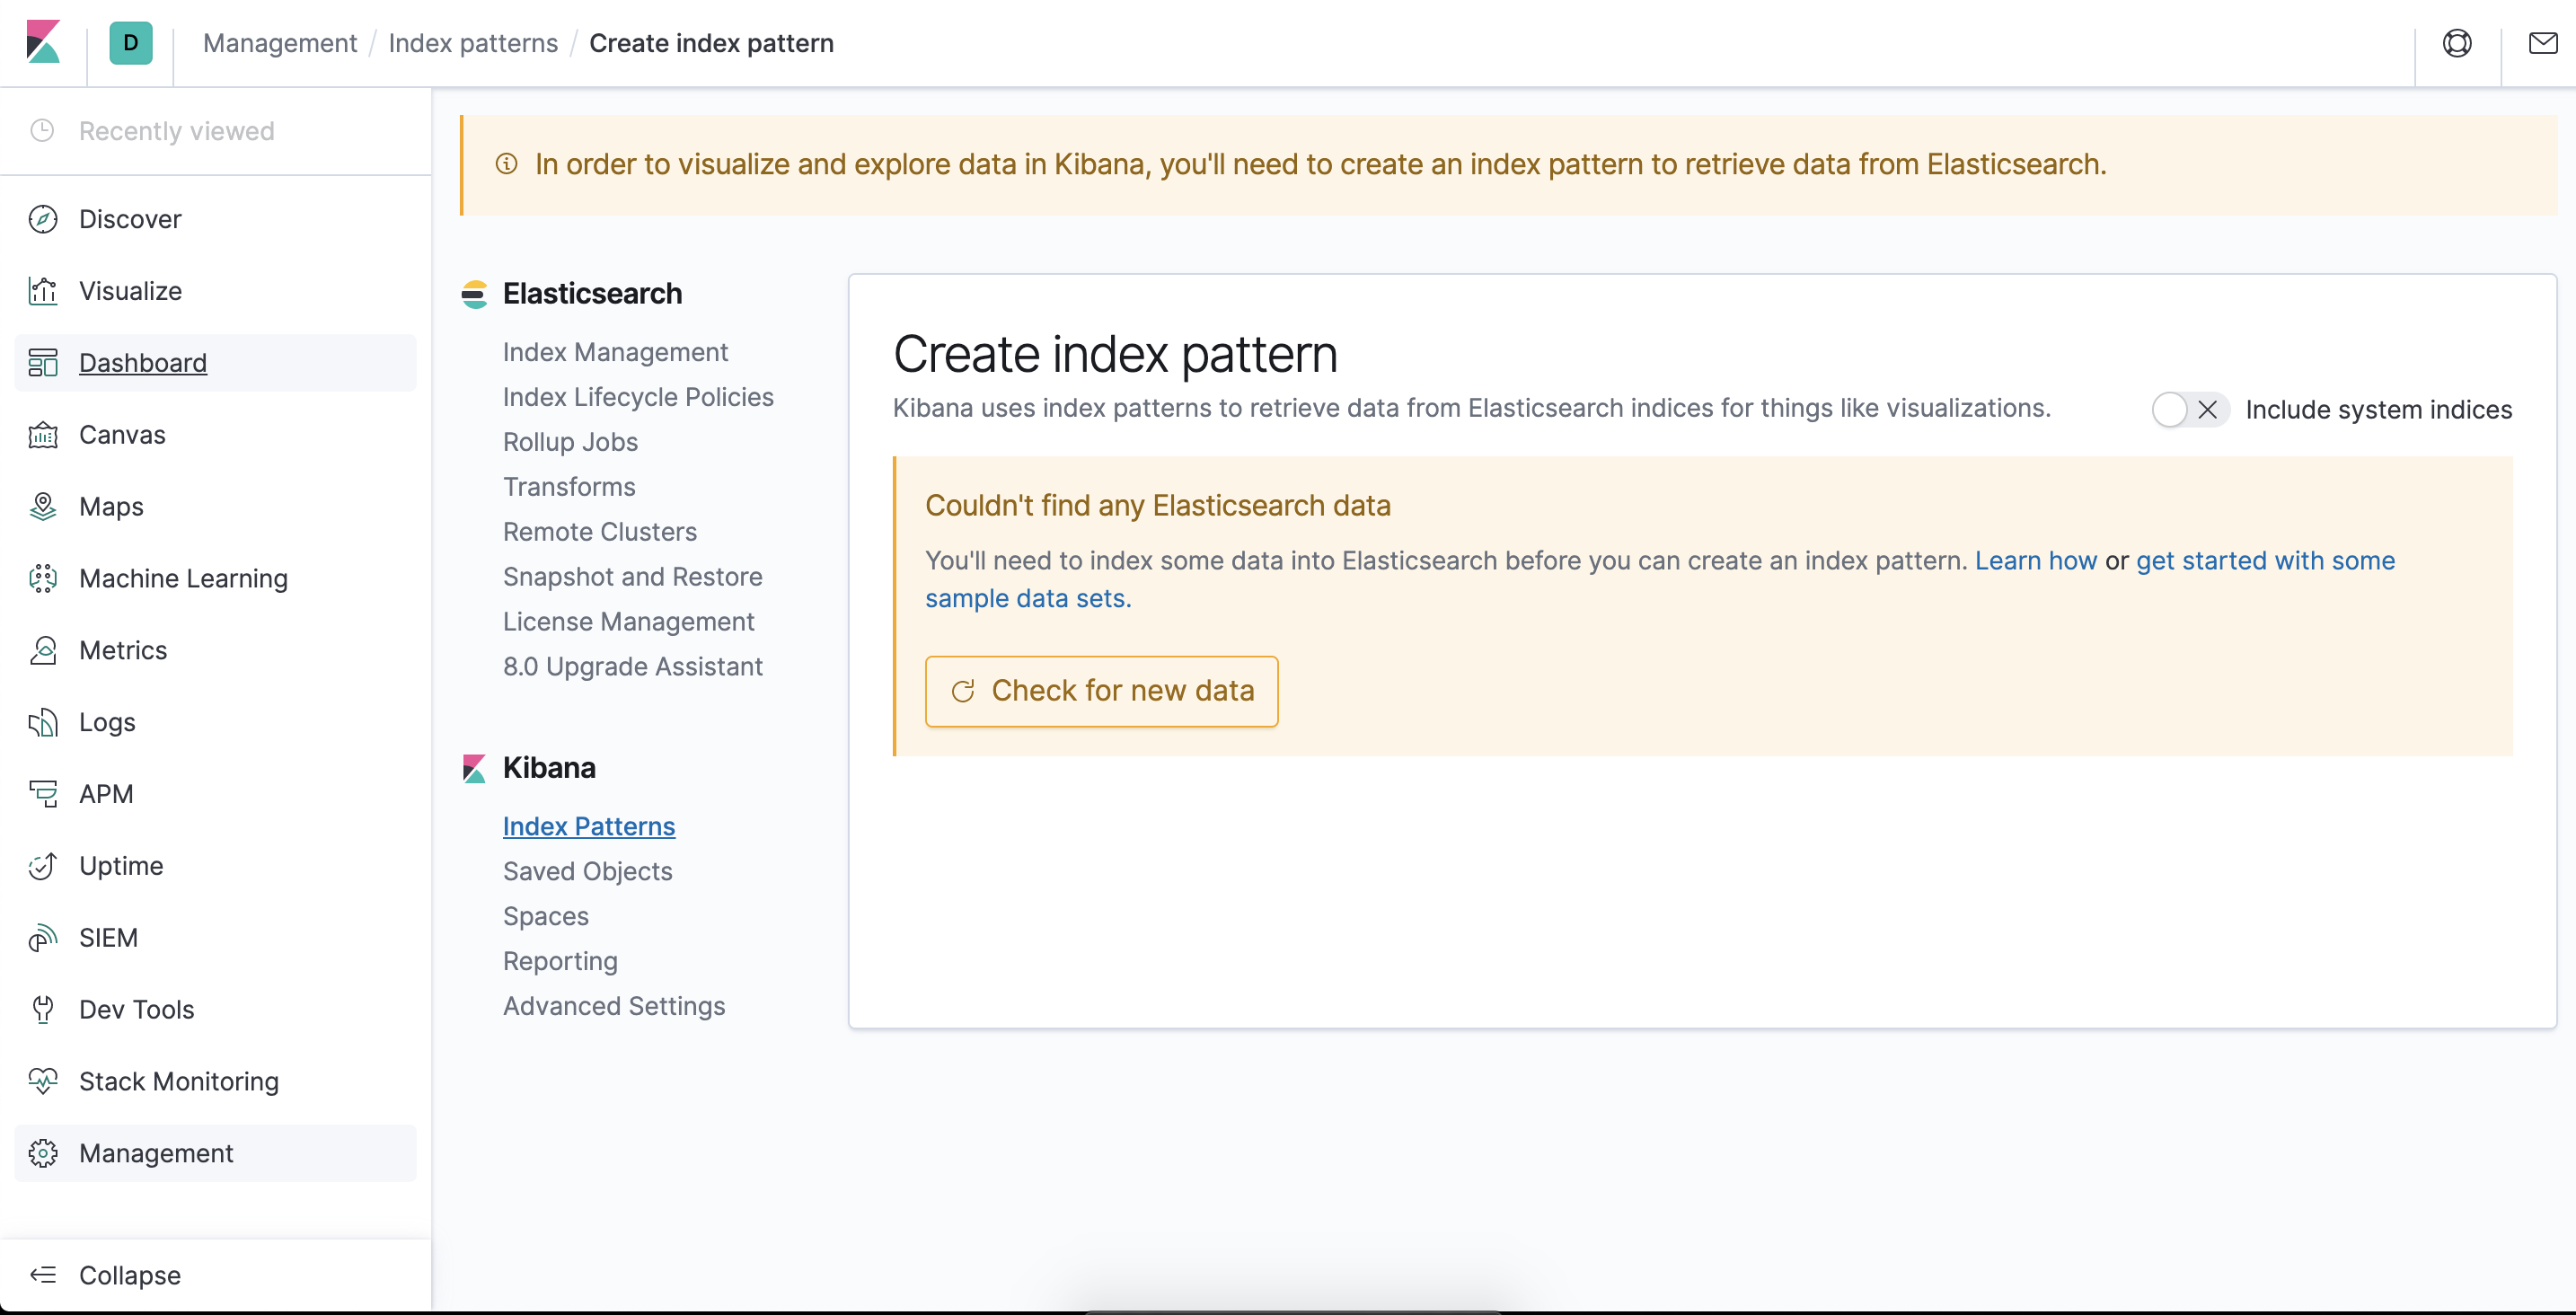 D
Management / Index patterns / Create index pattern
Recently viewed
Discover
Visualize
Dashboard
Canvas
Maps
Machine Learning
Metrics
Logs
APM
Uptime
SIEM
Dev Tools
Stack Monitoring
Management
Collapse
In order to visualize and explore data in Kibana, you'll need to create an index pattern to retrieve data from Elasticsearch.
Elasticsearch
Index Management
Index Lifecycle Policies
Rollup Jobs
Transforms
Remote Clusters
Snapshot and Restore
License Management
8.0 Upgrade Assistant
Kibana
Index Patterns
Saved Objects
Spaces
Reporting
Advanced Settings
Create index pattern
Kibana uses index patterns to retrieve data from Elasticsearch indices for things like visualizations.
Include system indices
Couldn't find any Elasticsearch data
You'll need to index some data into Elasticsearch before you can create an index pattern. Learn how or get started with some
sample data sets.
Check for new data